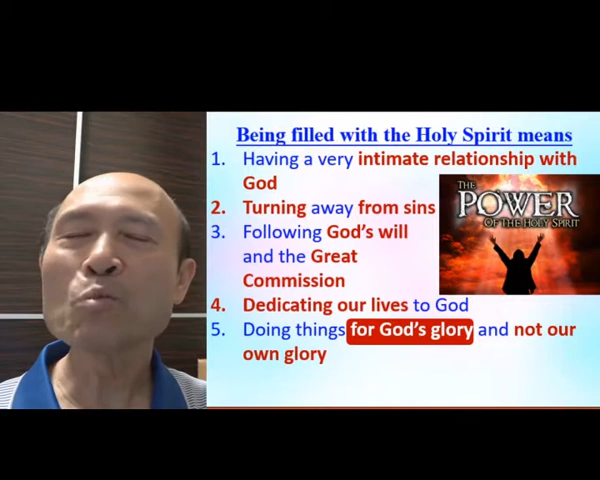 Being filled with the Holy Spirit means
1. Having a very intimate relationship with
God
2. Turning away from sins
3. Following God's will
and the Great
Commission
4. Dedicating our lives to God
5. Doing things for God's glory and not our
own glory
THE
POWER
OF THE HOLY SPIRIT